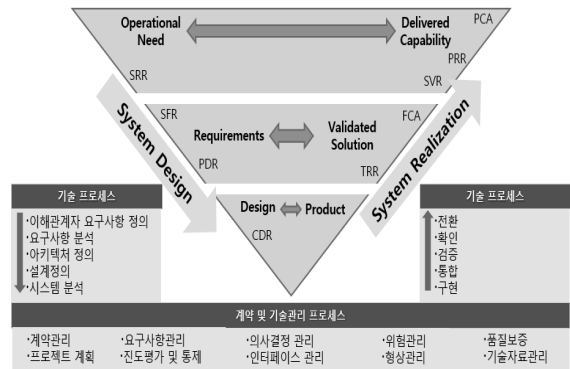 Operational
Need
Delivered
Capability
PCA
PRR
SRR
SVR
System Design
SFR
FCA
Requirements
Validated
Solution
PDR
TRR
System Realization
Design
Product
CDR
기술 프로세스
·이해관계자 요구사항 정의
·요구사항 분석
·아키텍처 정의
·설계정의
·시스템 분석
기술 프로세스
·전환
·확인
·검증
·통합
·구현
계약 및 기술관리 프로세스
·계약관리 ·요구사항관리 ·의사결정 관리 ·위험관리 ·품질보증
·프로젝트 계획 ·진도평가 및 통제 ·인터페이스 관리 ·형상관리 ·기술자료관리